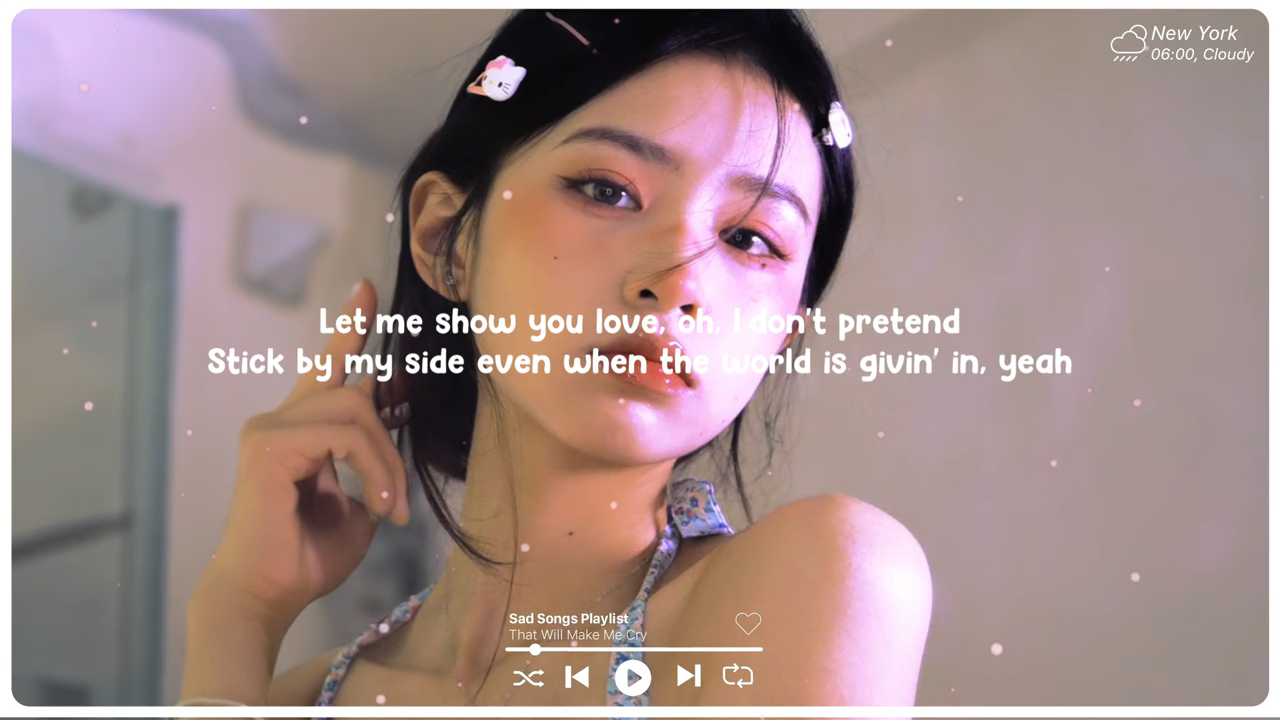 New York
06:00, Cloudy
Let me show you love, oh, I don't pretend
Stick by my side even when the world is givin' in, yeah
Sad Songs Playlist
That Will Make Me Cry